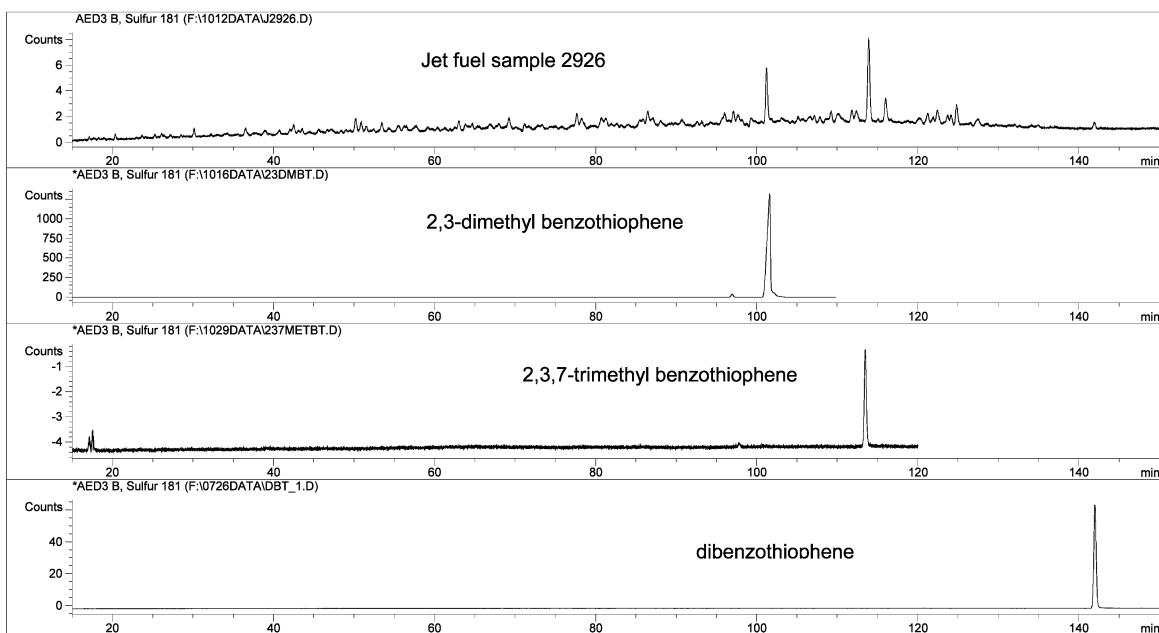 AED3 B, Sulfur 181 (F:\1012DATA\J2926.D)
Counts
Jet fuel sample 2926
6
4
2
0
20 40 60 80 100 120 140 min
*AED3 B, Sulfur 181 (F:\1016DATA\23DMBT.D)
Counts
2,3-dimethyl benzothiophene
1000
750
500
250
0
20 40 60 80 100 120 140 min
*AED3 B, Sulfur 181 (F:\1029DATA\237METBT.D)
Counts
2,3,7-trimethyl benzothiophene
-1
-2
-3
-4
20 40 60 80 100 120 140 min
*AED3 B, Sulfur 181 (F:\0726DATA\DBT_1.D)
Counts
40
dibenzothiophene
20
0
20 40 60 80 100 120 140 min